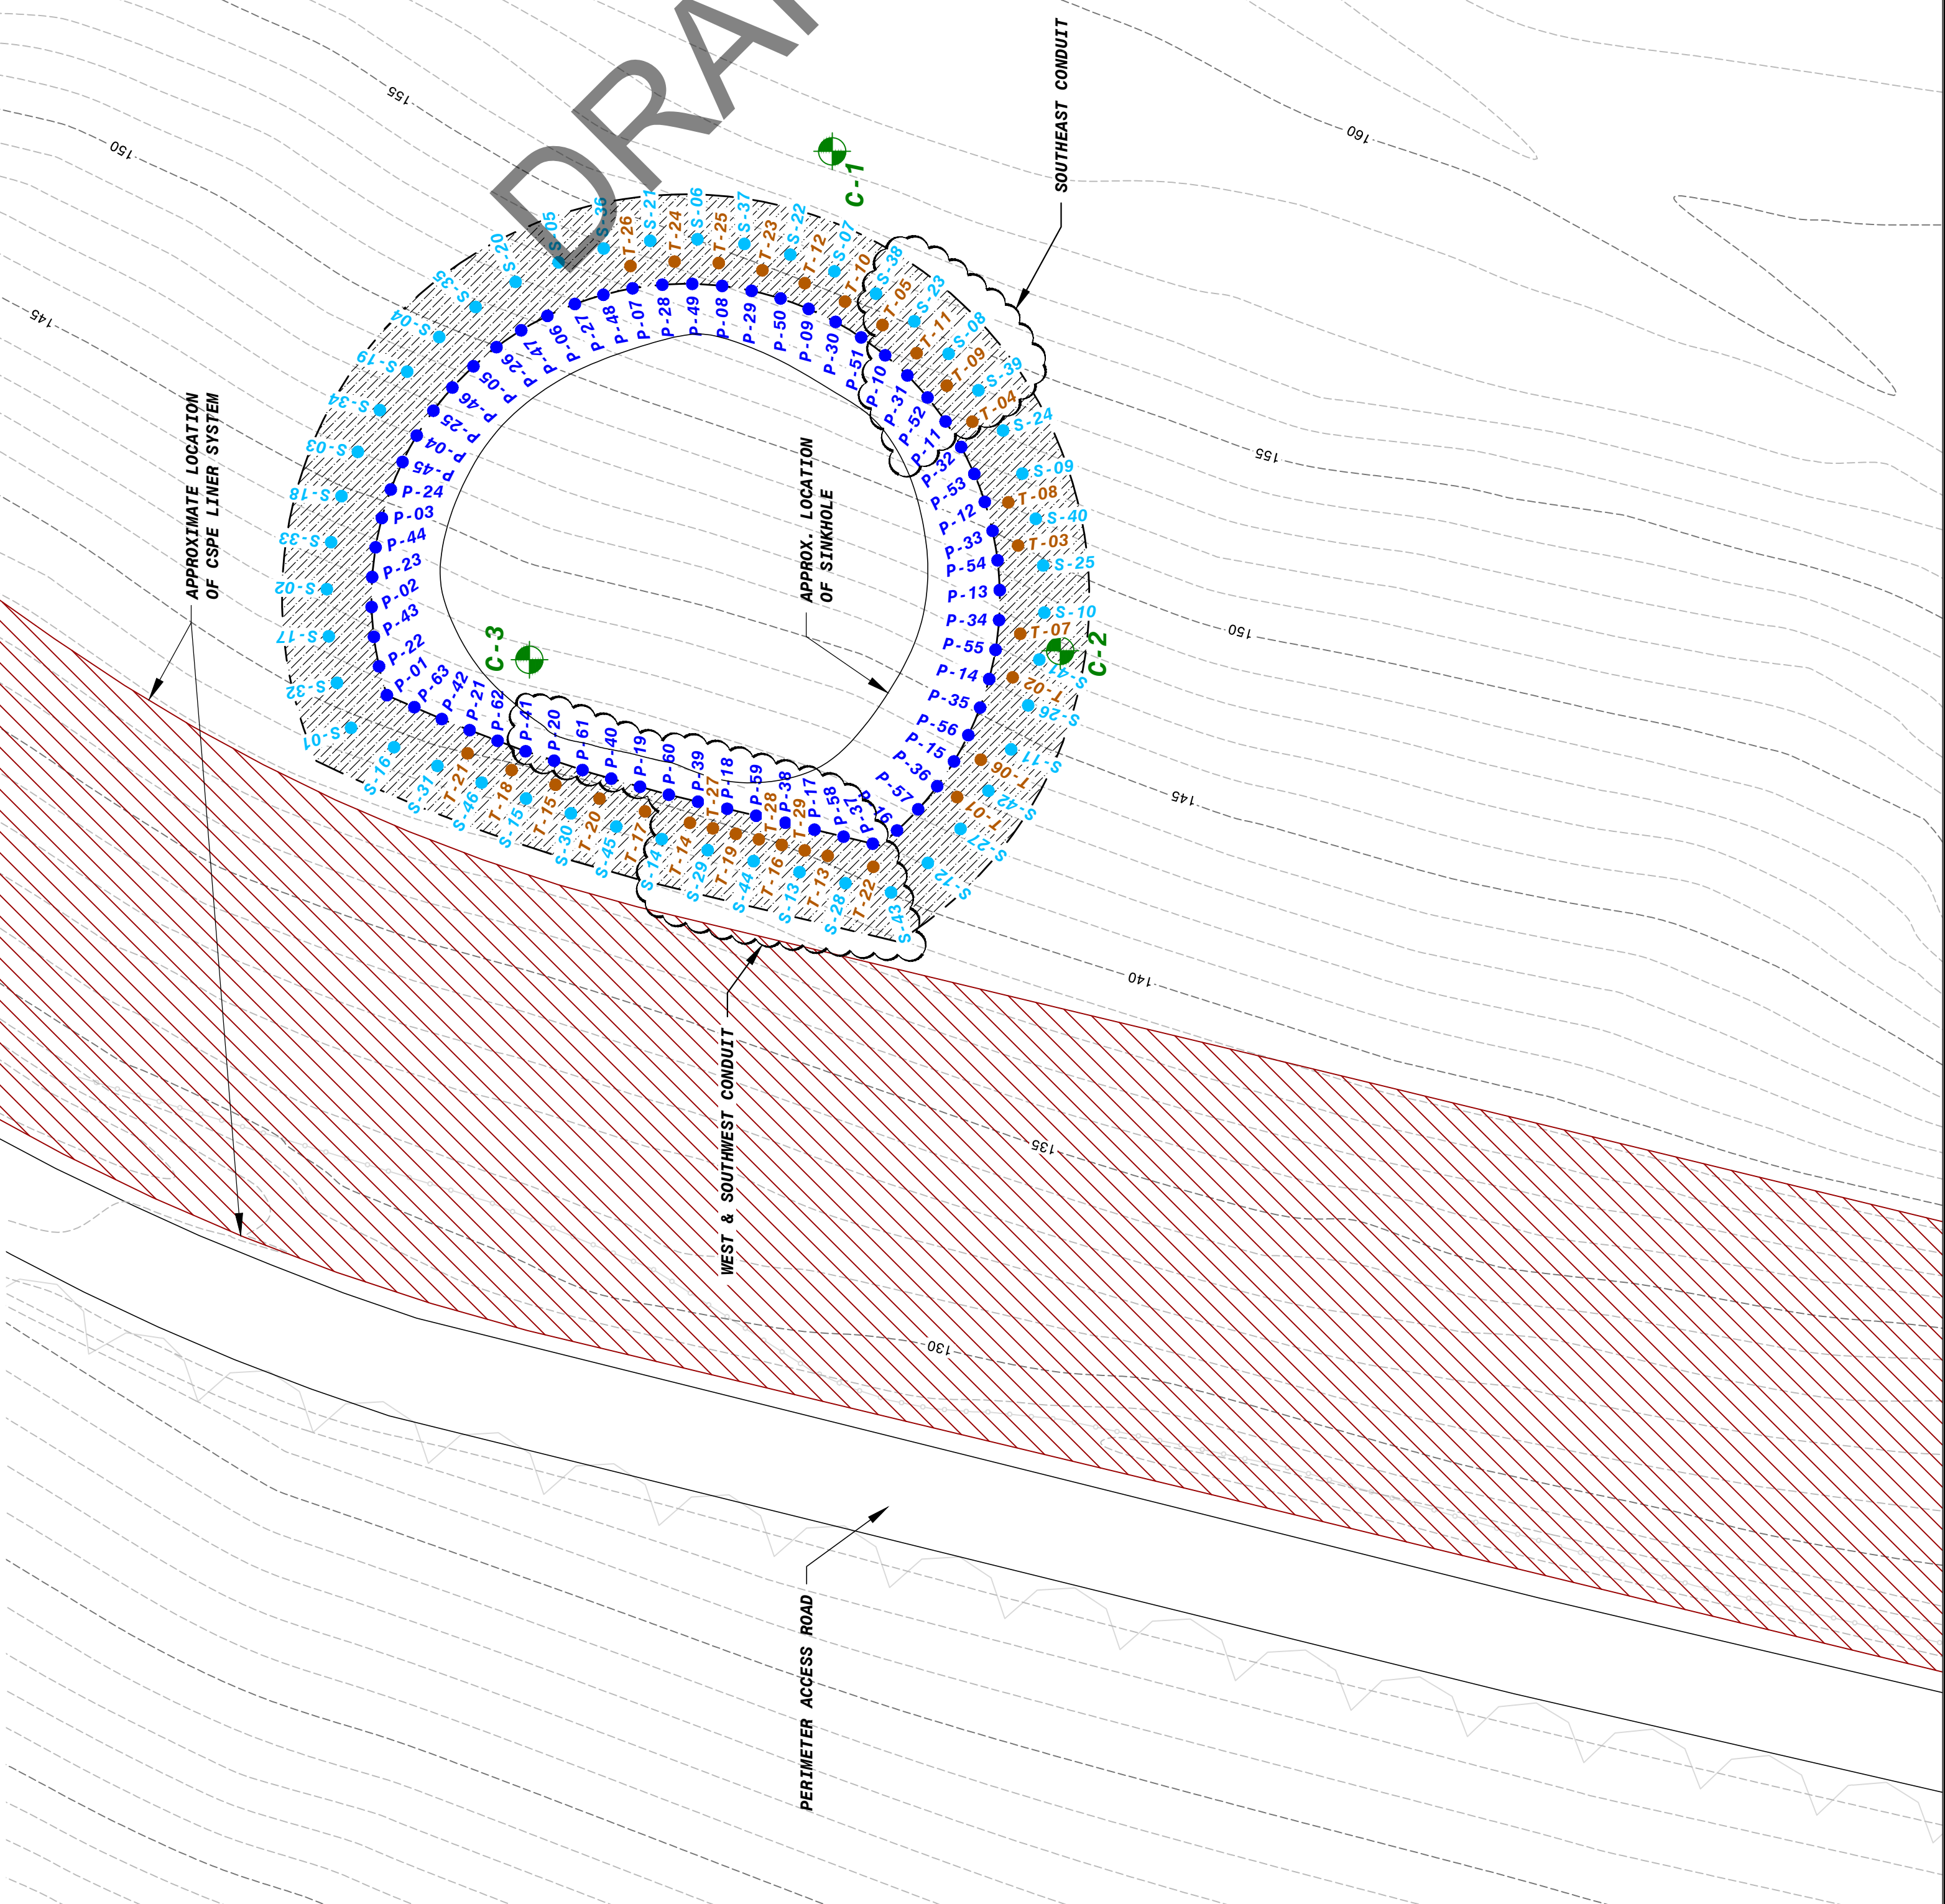 DRAF
SOUTHEAST CONDUIT
C-1
155
150
145
160
155
150
145
140
135
130
APPROXIMATE LOCATION
OF CSPE LINER SYSTEM
APPROX. LOCATION
OF SINKHOLE
C-3
C-2
WEST & SOUTHWEST CONDUIT
PERIMETER ACCESS ROAD
S-01
S-32
S-17
S-02
S-33
S-18
S-03
S-34
S-19
S-04
S-35
S-20
S-05
S-36
T-26
S-21
T-24
S-06
T-25
S-37
T-23
S-22
T-12
S-07
T-10
S-38
T-05
S-23
T-11
S-08
T-09
S-39
T-04
S-24
S-09
T-08
S-40
T-03
S-25
S-10
T-07
S-41
T-02
S-26
S-11
T-06
S-42
T-01
S-27
S-12
S-43
T-22
S-28
T-13
S-13
T-29
T-16
T-28
S-44
T-19
T-27
S-29
T-14
S-14
T-17
S-45
T-20
S-30
T-15
S-15
T-18
S-46
T-21
S-31
S-16
P-01
P-22
P-43
P-02
P-23
P-44
P-03
P-24
P-45
P-04
P-25
P-46
P-05
P-26
P-47
P-06
P-27
P-48
P-07
P-28
P-49
P-08
P-29
P-50
P-09
P-30
P-51
P-10
P-31
P-52
P-11
P-32
P-53
P-12
P-33
P-54
P-13
P-34
P-55
P-14
P-35
P-56
P-15
P-36
P-57
P-16
P-37
P-58
P-17
P-38
P-59
P-18
P-39
P-60
P-19
P-40
P-61
P-20
P-41
P-62
P-21
P-42
P-63